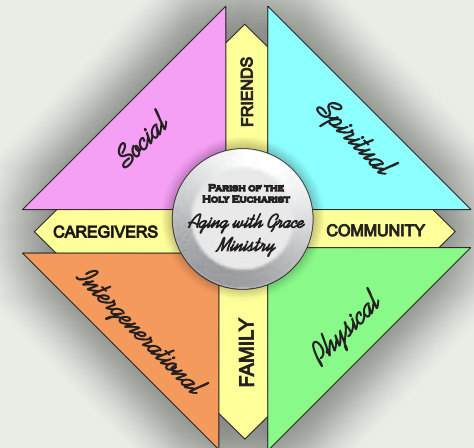 FRIENDS
Social
Spiritual
PARISH OF THE
HOLY EUCHARIST
Aging with Grace
Ministry
CAREGIVERS
COMMUNITY
Intergenerational
FAMILY
Physical